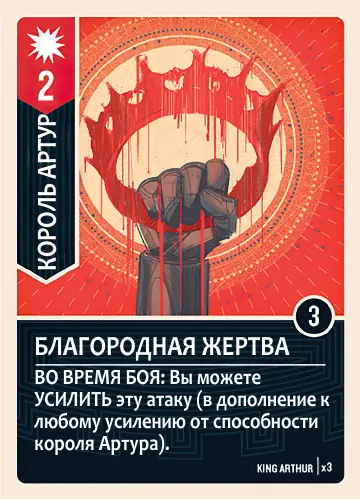 2
КОРОЛЬ АРТУР
3
БЛАГОРОДНАЯ ЖЕРТВА
ВО ВРЕМЯ БОЯ: Вы можете
УСИЛИТЬ эту атаку (в дополнение к
любому усилению от способности
короля Артура).
KING ARTHUR | x3